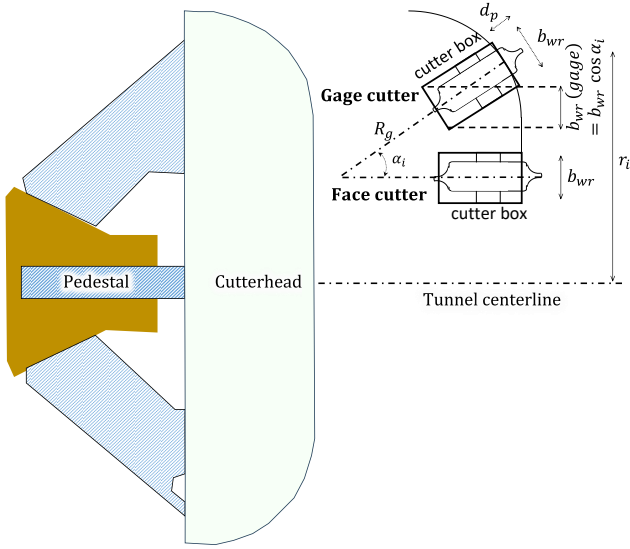 d_p
b_wr
cutter box
b_wr (gage)
= b_wr cos α_i
Gage cutter
R_g
α_i
r_i
Face cutter
b_wr
cutter box
Pedestal
Cutterhead
Tunnel centerline